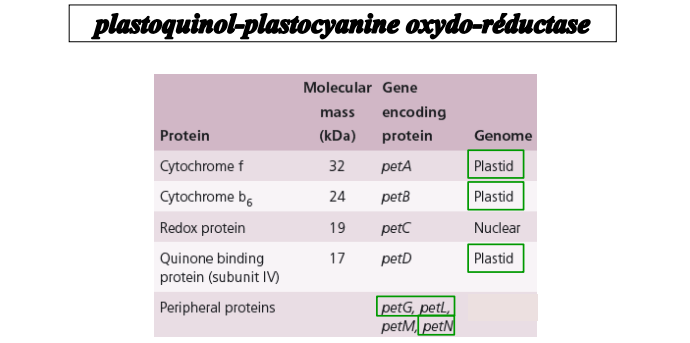 plastoquinol-plastocyanine oxydo-réductase
Molecular Gene
mass encoding
Protein (kDa) protein Genome
Cytochrome f 32 petA Plastid
Cytochrome b6 24 petB Plastid
Redox protein 19 petC Nuclear
Quinone binding 17 petD Plastid
protein (subunit IV)
Peripheral proteins petG, petL,
petM, petN